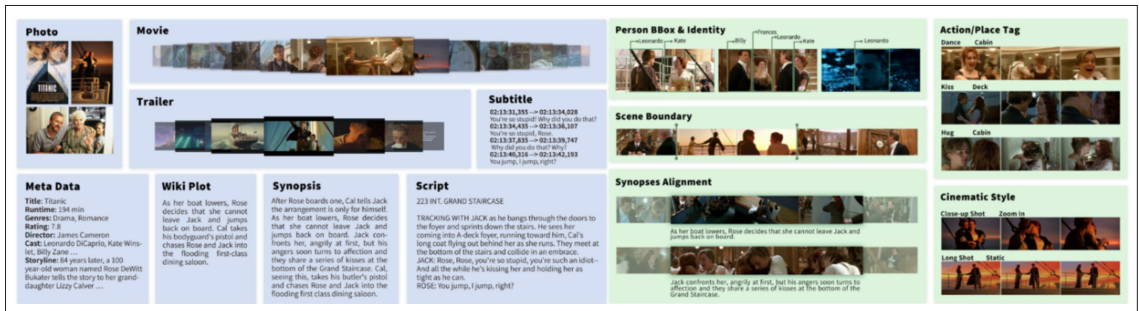 Photo
TITANIC
Movie
Trailer
Subtitle
02:13:31,355 --> 02:13:34,028
You're so stupid! Why did you do that?
02:13:34,435 --> 02:13:36,107
You're so stupid, Rose.
02:13:37,835 --> 02:13:39,747
Why did you do that? Why?
02:13:40,316 --> 02:13:42,193
You jump, I jump, right?
Meta Data
Title: Titanic
Runtime: 194 min
Genres: Drama, Romance
Rating: 7.8
Director: James Cameron
Cast: Leonardo DiCaprio, Kate Wins-
let, Billy Zane ...
Storyline: 84 years later, a 100
year-old woman named Rose DeWitt
Bukater tells the story to her grand-
daughter Lizzy Calver ...
Wiki Plot
As her boat lowers, Rose
decides that she cannot
leave Jack and jumps
back on board. Cal takes
his bodyguard's pistol and
chases Rose and Jack into
the flooding first-class
dining saloon.
Synopsis
After Rose boards one, Cal tells Jack
the arrangement is only for himself.
As her boat lowers, Rose decides
that she cannot leave Jack and
jumps back on board. Jack con-
fronts her, angrily at first, but his
angers soon turns to affection and
they share a series of kisses at the
bottom of the Grand Staircase. Cal,
seeing this, takes his butler's pistol
and chases Rose and Jack into the
flooding first class dining saloon.
Script
223 INT. GRAND STAIRCASE
TRACKING WITH JACK as he bangs through the doors to
the foyer and sprints down the stairs. He sees her
coming into A-deck foyer, running toward him, Cal's
long coat flying out behind her as she runs. They meet at
the bottom of the stairs and collide in an embrace.
JACK: Rose, Rose, you're so stupid, you're such an idiot--
And all the while he's kissing her and holding her as
tight as he can.
ROSE: You jump, I jump, right?
Person BBox & Identity
Leonardo Kate Billy Frances Leonardo Kate Leonardo
Scene Boundary
Synopses Alignment
As her boat lowers, Rose decides that she cannot leave Jack and
jumps back on board.
Jack confronts her, angrily at first, but his angers soon turns to
affection and they share a series of kisses at the bottom of the
Grand Staircase.
Action/Place Tag
Dance Cabin
Kiss Deck
Hug Cabin
Cinematic Style
Close-up Shot Zoom In
Long Shot Static